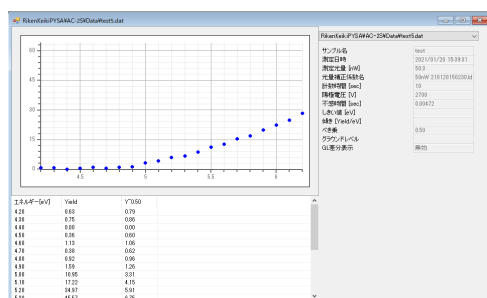 RikenKeiki¥PYSA¥AC-2S¥Data¥test5.dat
RikenKeiki¥PYSA¥AC-2S¥Data¥test5.dat
60
45
30
15
0
4.5
5
5.5
6
サンプル名 test
測定日時 2021/01/20 15:39:31
測定光量 [nW] 50.3
光量補正係数名 50nW 210120150230.ld
計数時間 [sec] 10
陽極電圧 [V] 2700
不感時間 [sec] 0.00472
しきい値 [eV]
傾き [Yield/eV]
べき乗 0.50
グラウンドレベル
GL差分表示 無効
エネルギー[eV] Yield Y^0.50
4.20 0.63 0.79
4.30 0.75 0.86
4.40 0.00 0.00
4.50 0.36 0.60
4.60 1.13 1.06
4.70 0.38 0.62
4.80 0.92 0.96
4.90 1.59 1.26
5.00 10.95 3.31
5.10 17.22 4.15
5.20 34.97 5.91